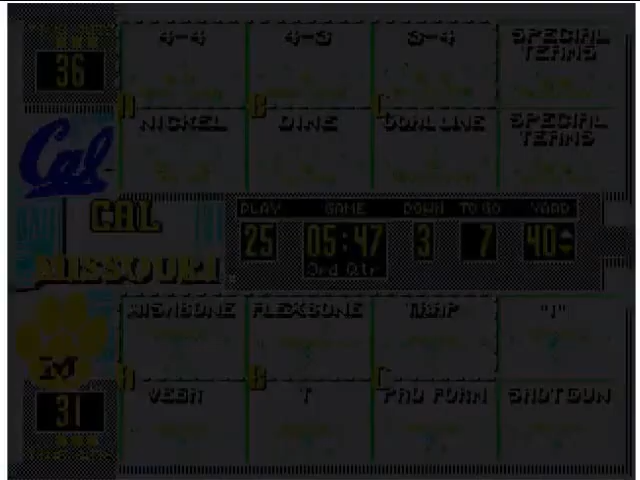 4-4 4-3 3-4 SPECIAL TEAMS
36
A B C
NICKEL DIME GOAL LINE SPECIAL TEAMS
Cal
CAL
MISSOURI
PLAY GAME DOWN TO GO YARD
25 05:47 3 7 40
3rd Qtr
WISHBONE FLEXBONE TRAP "I"
M
A B C
VEER T PRO FORM SHOTGUN
31